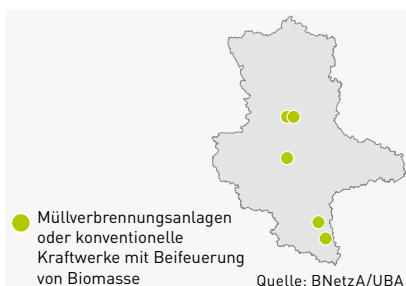 Müllverbrennungsanlagen
oder konventionelle
Kraftwerke mit Beifeuerung
von Biomasse
Quelle: BNetzA/UBA